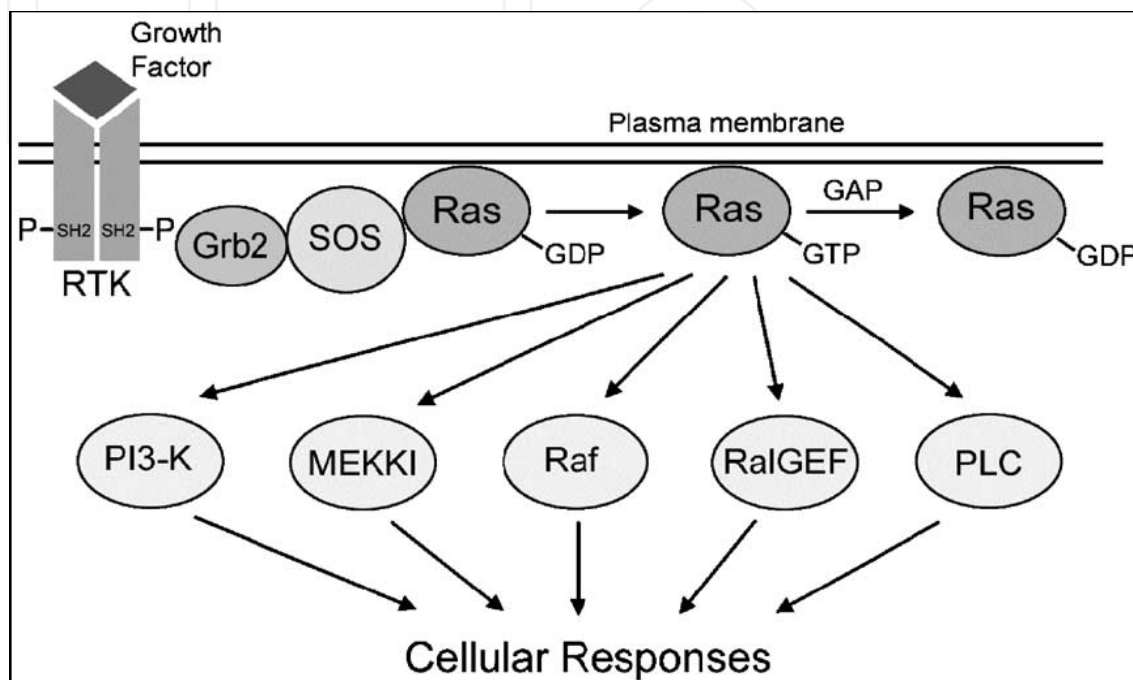 Growth
Factor
Plasma membrane
P SH2 SH2 P
RTK
Grb2
SOS
Ras
GDP
Ras
GTP
GAP
Ras
GDP
PI3-K
MEKKI
Raf
RalGEF
PLC
Cellular Responses